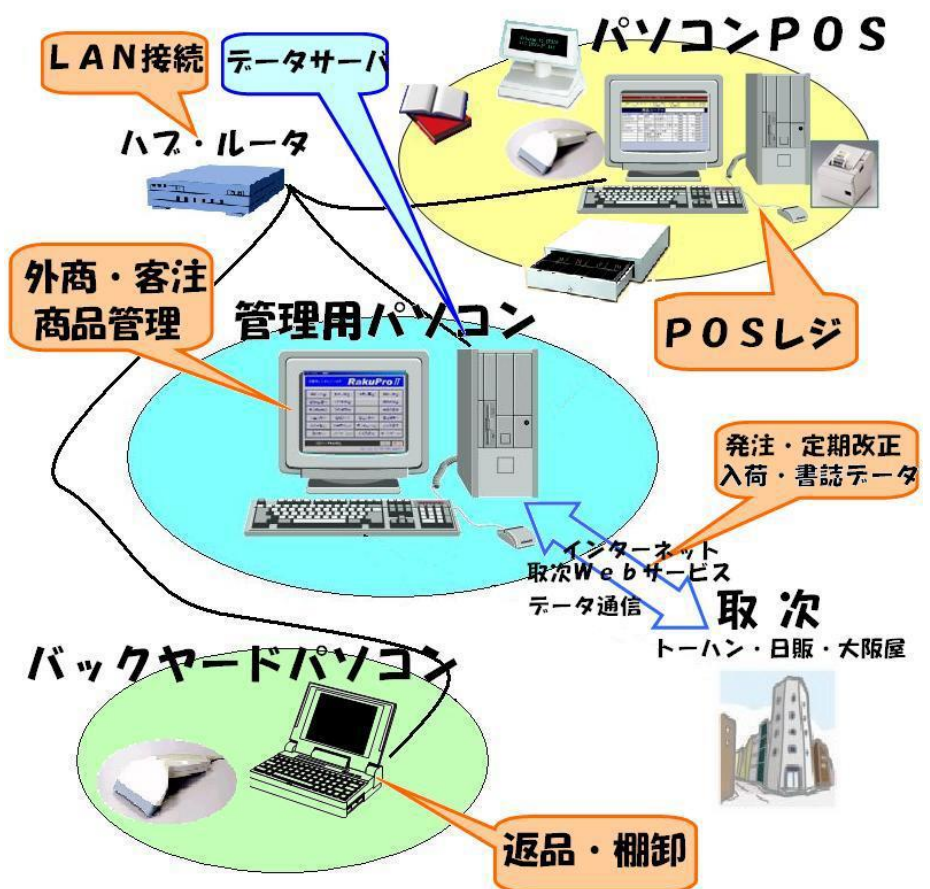 パソコンPOS
LAN接続
データサーバ
ハブ・ルータ
外商・客注
商品管理
管理用パソコン
POSレジ
RakuProⅡ
発注・定期改正
入荷・書誌データ
インターネット
取次Webサービス
データ通信
取次
トーハン・日販・大阪屋
バックヤードパソコン
返品・棚卸